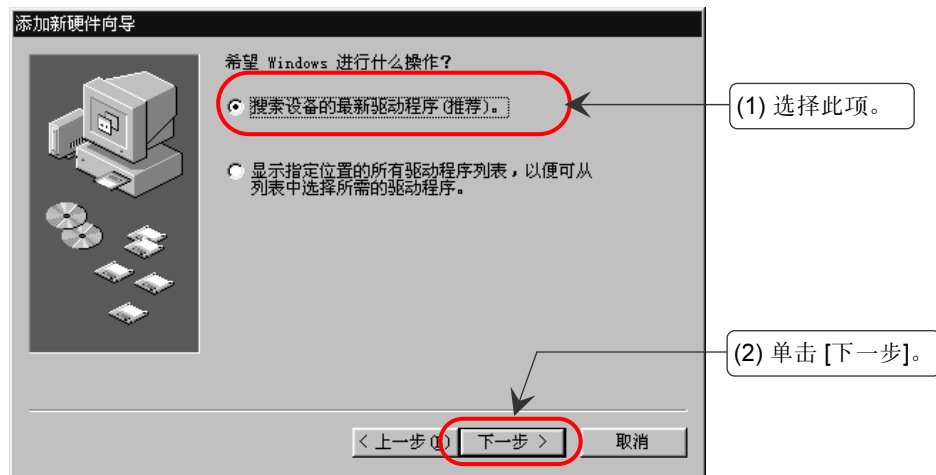 添加新硬件向导
希望 Windows 进行什么操作？
搜索设备的最新驱动程序(推荐)。
(1) 选择此项。
显示指定位置的所有驱动程序列表，以便可从
列表中选择所需的驱动程序。
(2) 单击 [下一步]。
< 上一步(B)
下一步 >
取消